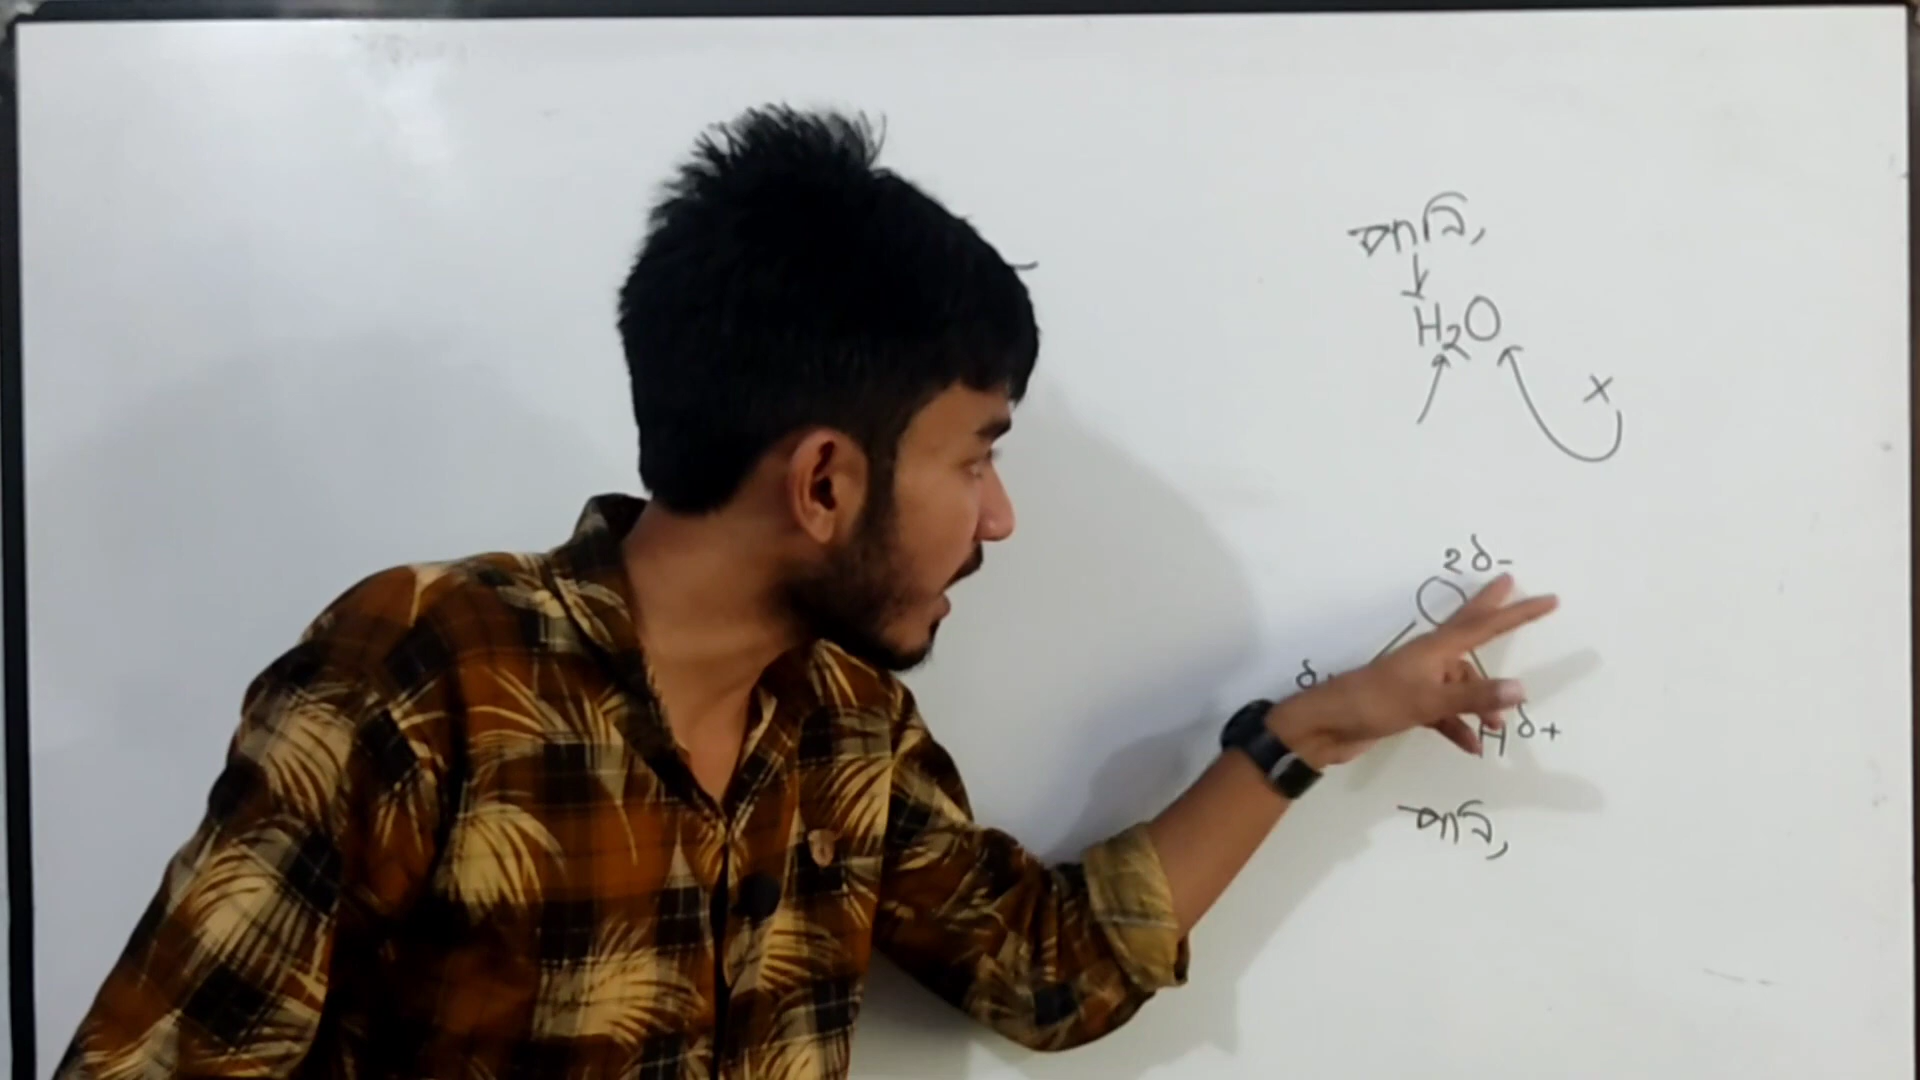 পানি,
H₂O
x
2δ-
O
δ+
H δ+
পানি,